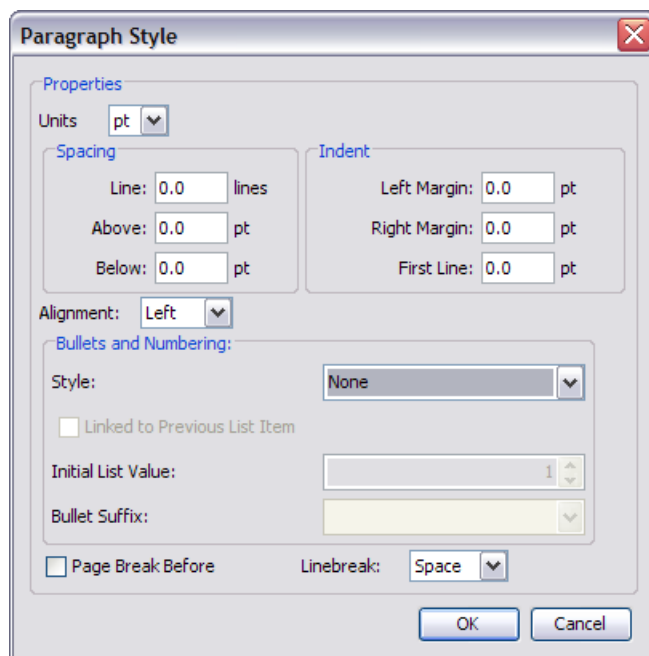 Paragraph Style
Properties
Units pt
Spacing
Line: 0.0 lines
Above: 0.0 pt
Below: 0.0 pt
Indent
Left Margin: 0.0 pt
Right Margin: 0.0 pt
First Line: 0.0 pt
Alignment: Left
Bullets and Numbering:
Style: None
Linked to Previous List Item
Initial List Value: 1
Bullet Suffix:
Page Break Before Linebreak: Space
OK Cancel